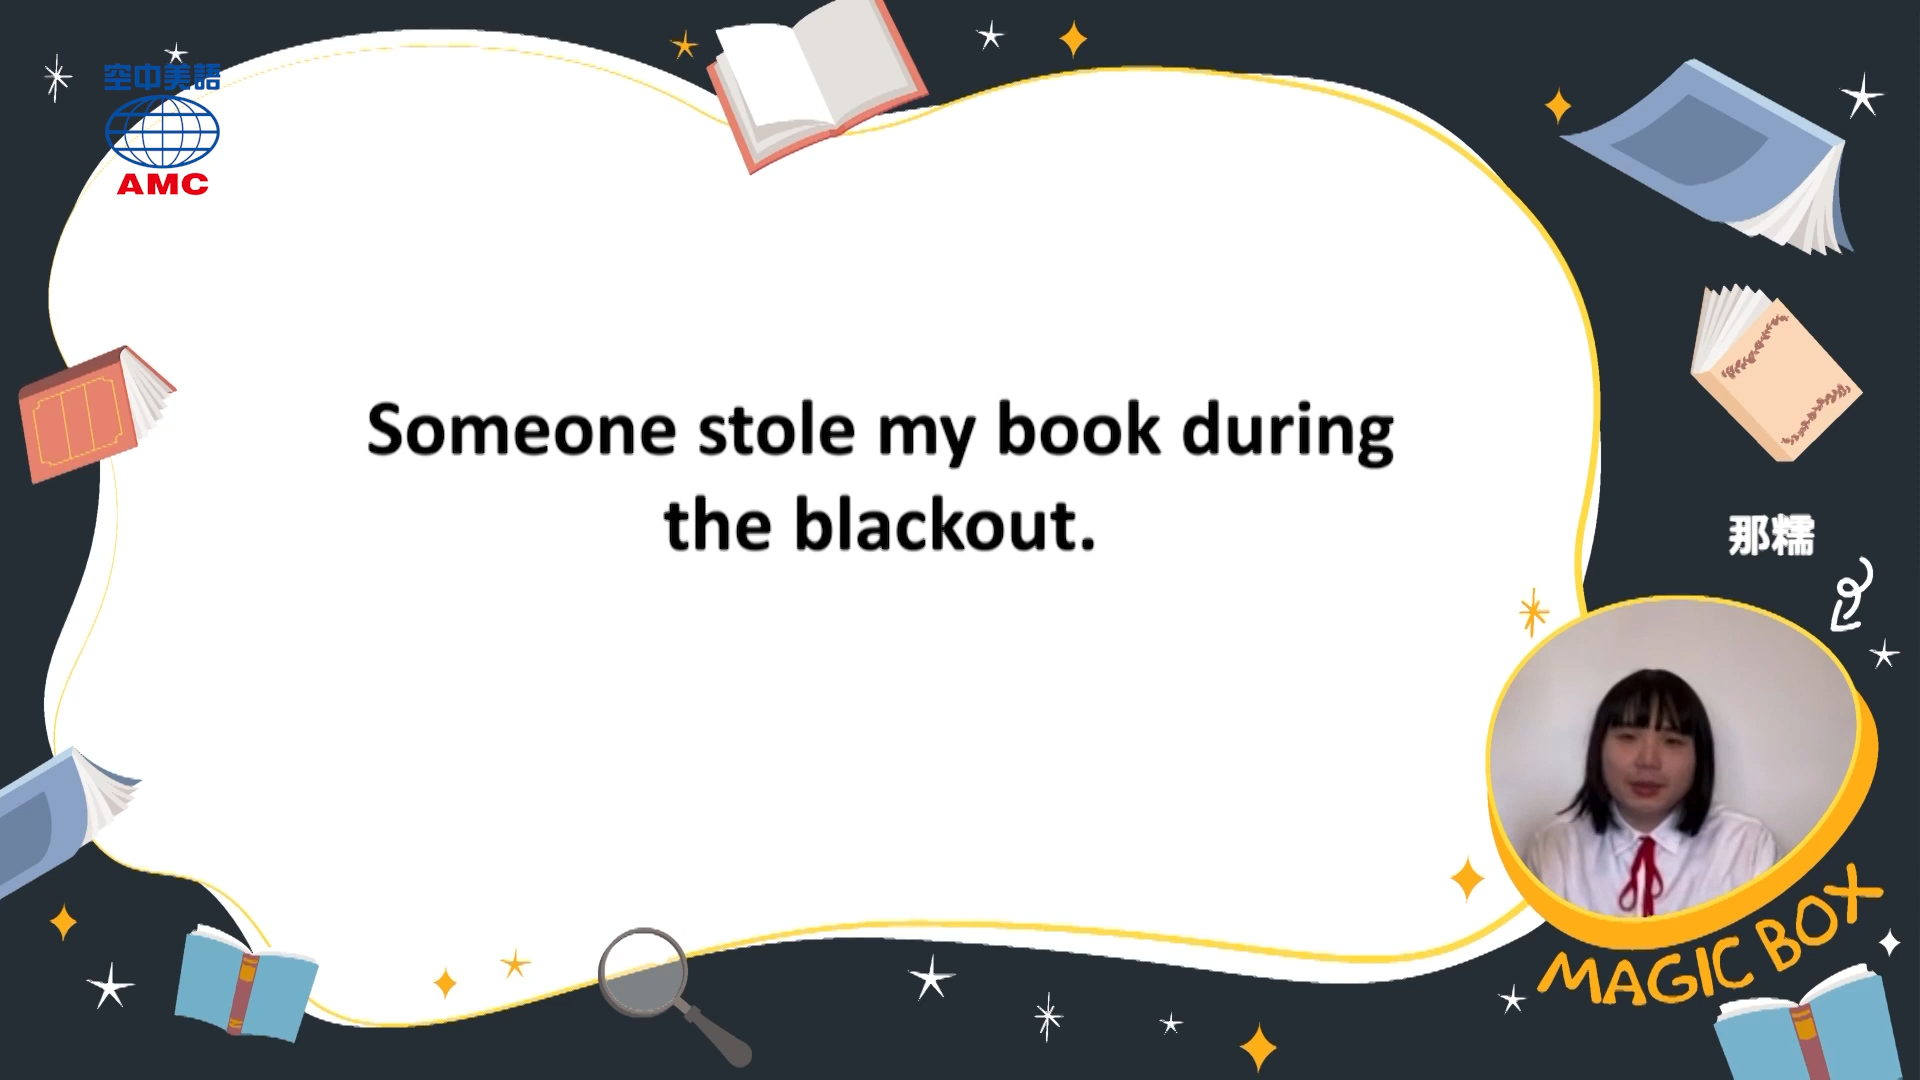 空中美語
AMC
Someone stole my book during
the blackout.
那糯
MAGIC BOX